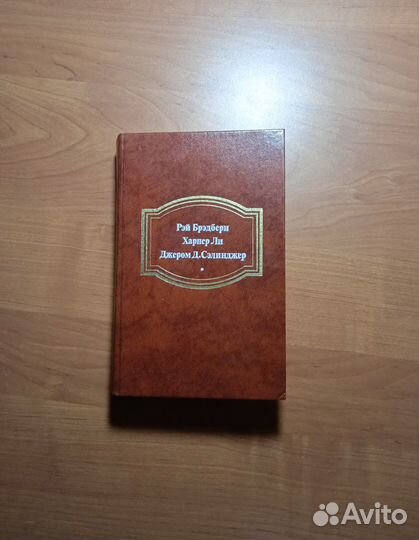 Рэй Брэдбери
Харпер Ли
Джером Д.Сэлинджер
Avito